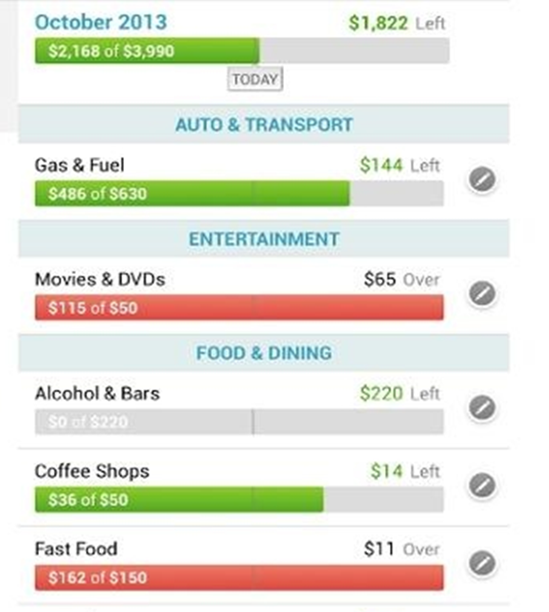 October 2013 $1,822 Left
$2,168 of $3,990
TODAY
AUTO & TRANSPORT
Gas & Fuel $144 Left
$486 of $630
ENTERTAINMENT
Movies & DVDs $65 Over
$115 of $50
FOOD & DINING
Alcohol & Bars $220 Left
$0 of $220
Coffee Shops $14 Left
$36 of $50
Fast Food $11 Over
$162 of $150